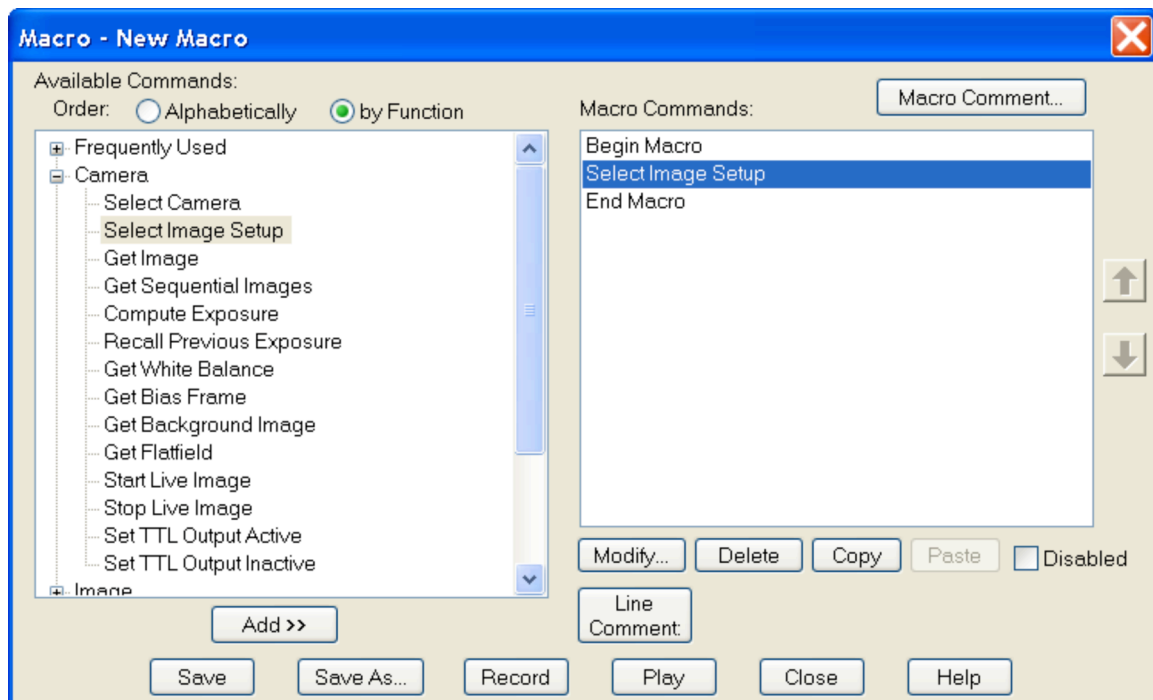 Macro - New Macro
Available Commands:
Order: Alphabetically by Function
Frequently Used
Camera
Select Camera
Select Image Setup
Get Image
Get Sequential Images
Compute Exposure
Recall Previous Exposure
Get White Balance
Get Bias Frame
Get Background Image
Get Flatfield
Start Live Image
Stop Live Image
Set TTL Output Active
Set TTL Output Inactive
Image
Add >>
Macro Commands:
Macro Comment...
Begin Macro
Select Image Setup
End Macro
Modify... Delete Copy Paste Disabled
Line
Comment:
Save Save As... Record Play Close Help